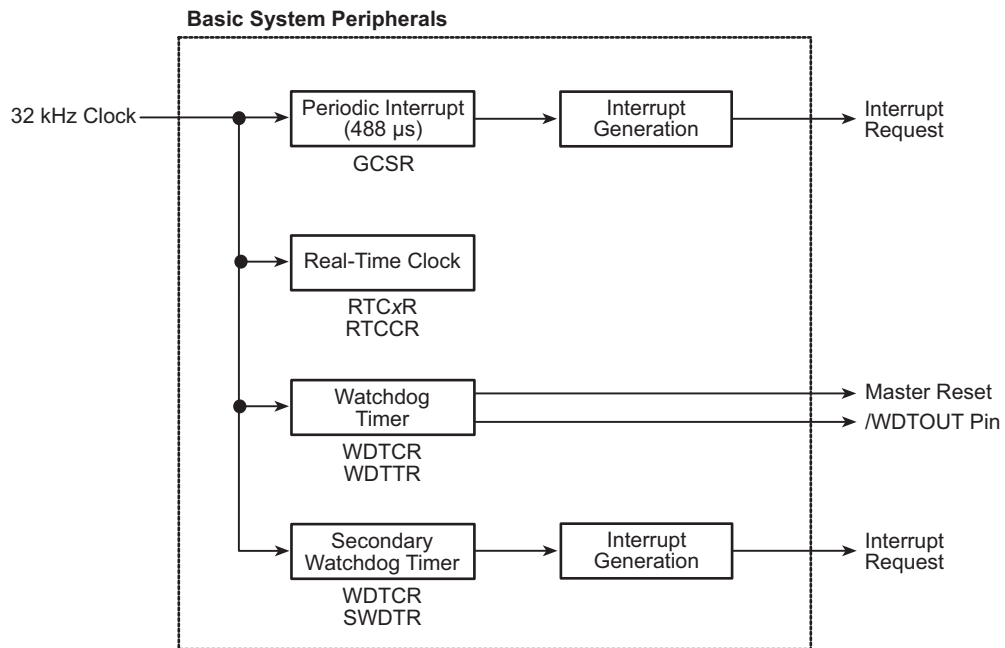 Basic System Peripherals
32 kHz Clock
Periodic Interrupt
(488 µs)
GCSR
Interrupt
Generation
Interrupt
Request
Real-Time Clock
RTCxR
RTCCR
Watchdog
Timer
WDTCR
WDTTR
Master Reset
/WDTOUT Pin
Secondary
Watchdog Timer
WDTCR
SWDTR
Interrupt
Generation
Interrupt
Request